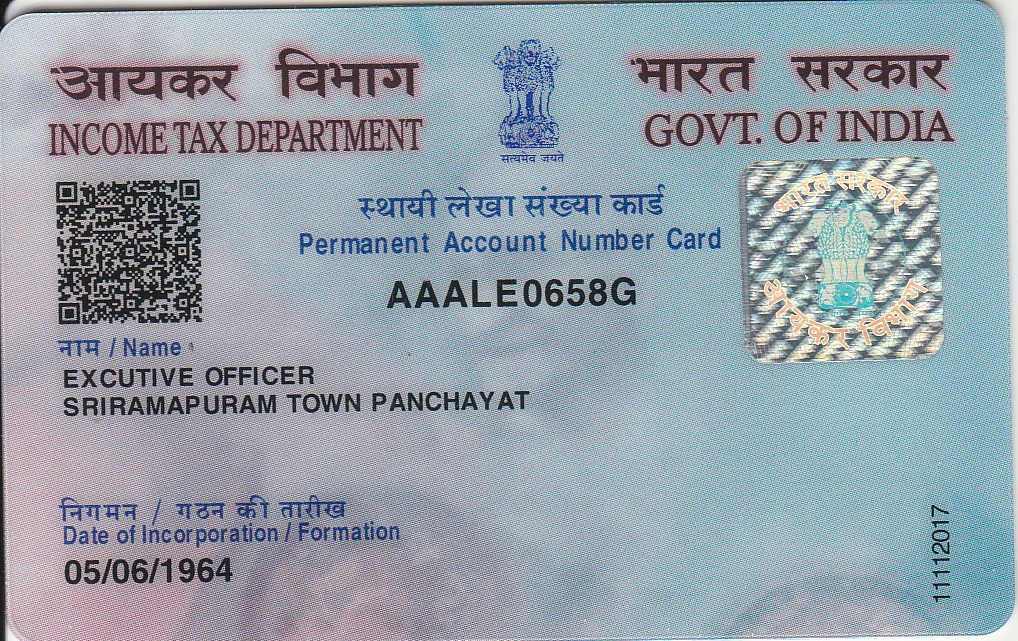 आयकर विभाग
INCOME TAX DEPARTMENT
सत्यमेव जयते
भारत सरकार
GOVT. OF INDIA
स्थायी लेखा संख्या कार्ड
Permanent Account Number Card
AAALE0658G
भारत सरकार
आयकर विभाग
नाम / Name
EXCUTIVE OFFICER
SRIRAMAPURAM TOWN PANCHAYAT
निगमन / गठन की तारीख
Date of Incorporation / Formation
05/06/1964
11112017